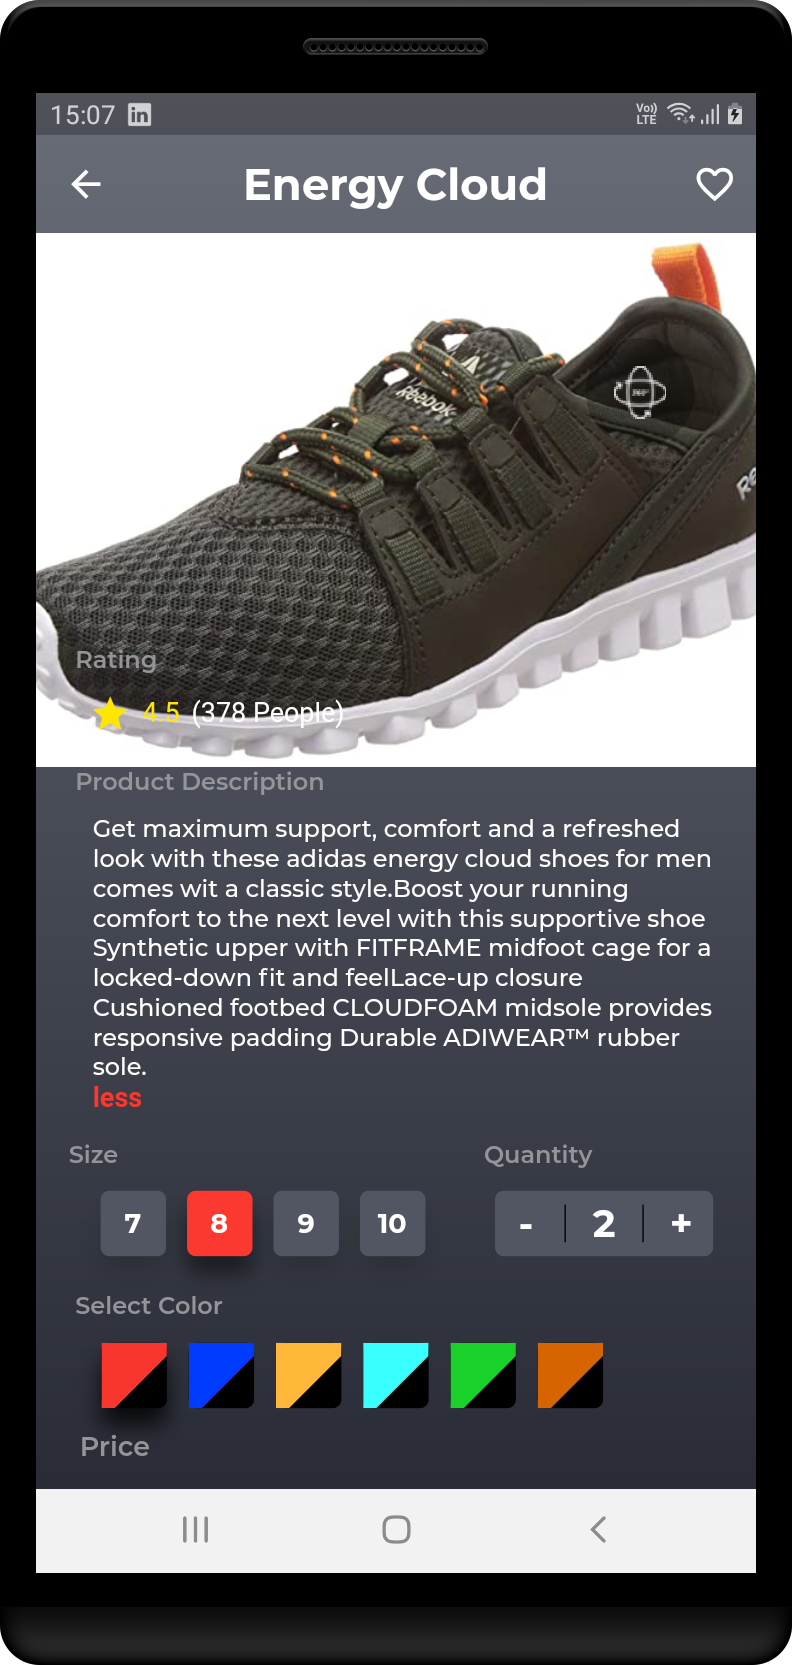 15:07 in Vo)) LTE
Energy Cloud
Reebok
Re
360°
Rating
4.5 (378 People)
Product Description
Get maximum support, comfort and a refreshed
look with these adidas energy cloud shoes for men
comes wit a classic style.Boost your running
comfort to the next level with this supportive shoe
Synthetic upper with FITFRAME midfoot cage for a
locked-down fit and feelLace-up closure
Cushioned footbed CLOUDFOAM midsole provides
responsive padding Durable ADIWEAR™ rubber
sole.
less
Size Quantity
7 8 9 10 - 2 +
Select Color
Price